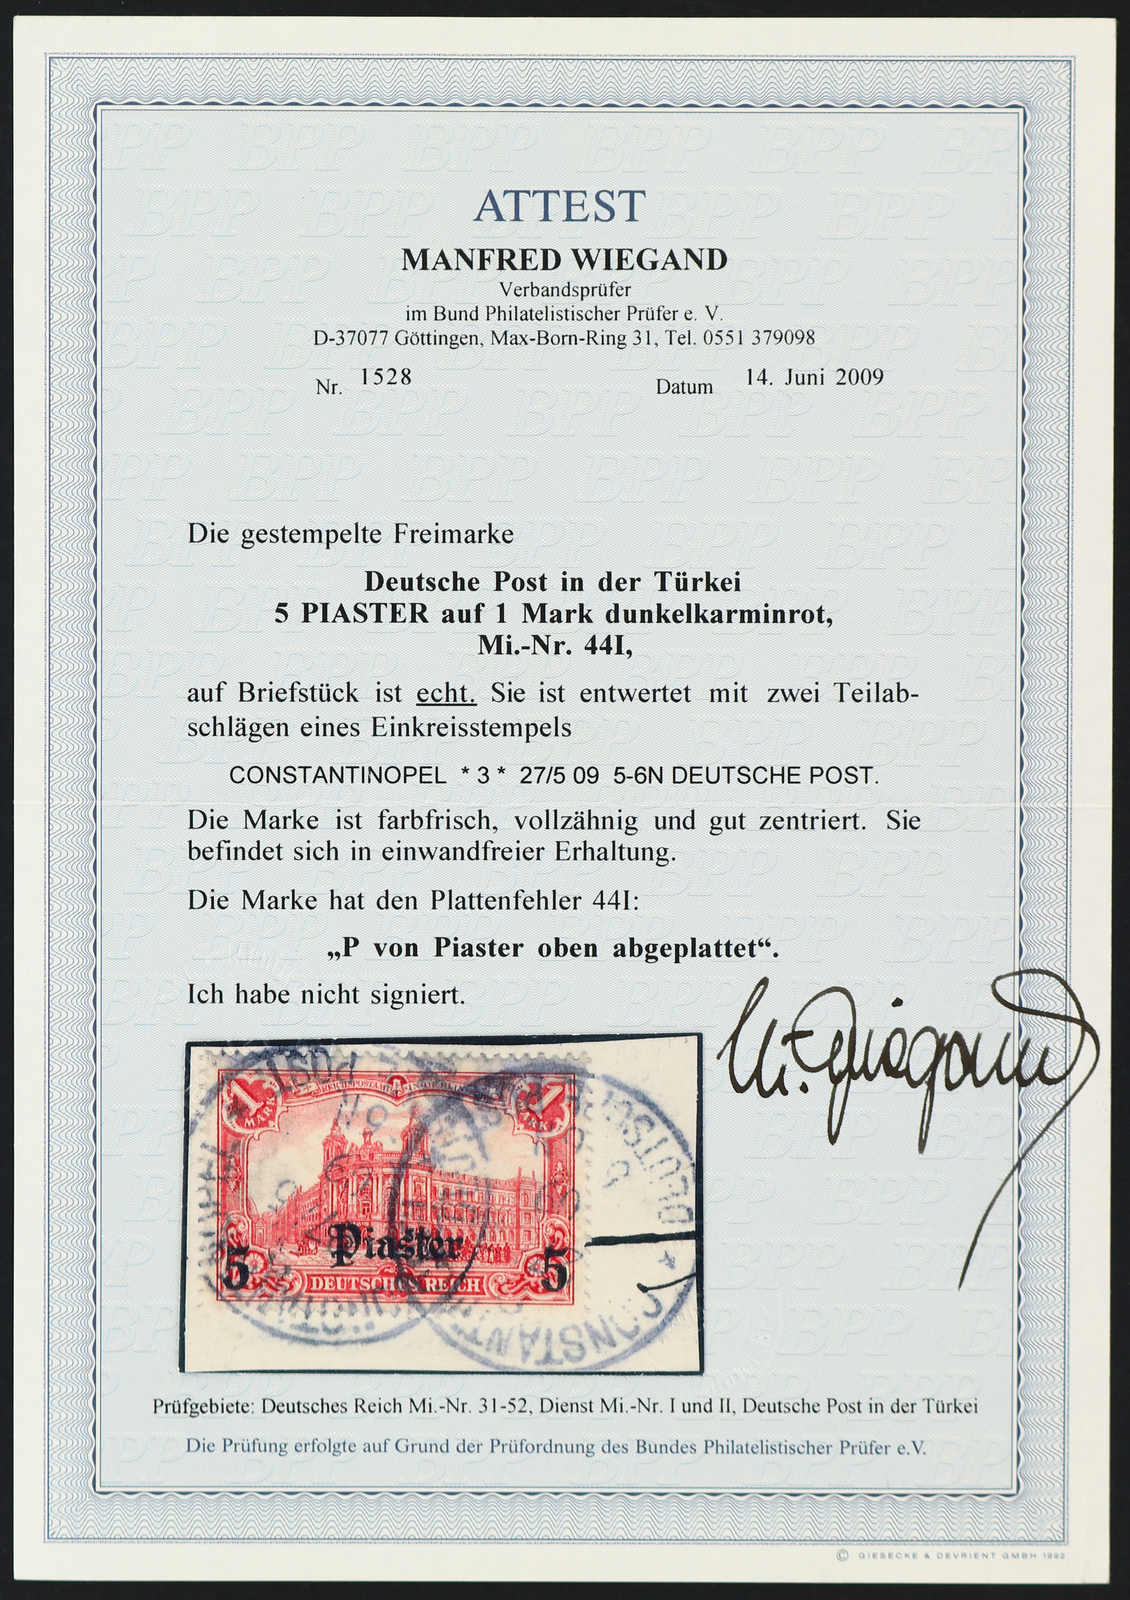 ATTEST
MANFRED WIEGAND
Verbandsprüfer
im Bund Philatelistischer Prüfer e. V.
D-37077 Göttingen, Max-Born-Ring 31, Tel. 0551 379098
Nr. 1528 Datum 14. Juni 2009
Die gestempelte Freimarke
Deutsche Post in der Türkei
5 PIASTER auf 1 Mark dunkelkarminrot,
Mi.-Nr. 44I,
auf Briefstück ist echt. Sie ist entwertet mit zwei Teilab-
schlägen eines Einkreisstempels
CONSTANTINOPEL * 3 * 27/5 09 5-6N DEUTSCHE POST.
Die Marke ist farbfrisch, vollzähnig und gut zentriert. Sie
befindet sich in einwandfreier Erhaltung.
Die Marke hat den Plattenfehler 44I:
„P von Piaster oben abgeplattet“.
Ich habe nicht signiert.
M. Wiegand
1 MARK 1 MARK
5 Piaster 5
DEUTSCHES REICH
Prüfgebiete: Deutsches Reich Mi.-Nr. 31-52, Dienst Mi.-Nr. I und II, Deutsche Post in der Türkei
Die Prüfung erfolgte auf Grund der Prüfordnung des Bundes Philatelistischer Prüfer e.V.
© GIESECKE & DEVRIENT GMBH 1992